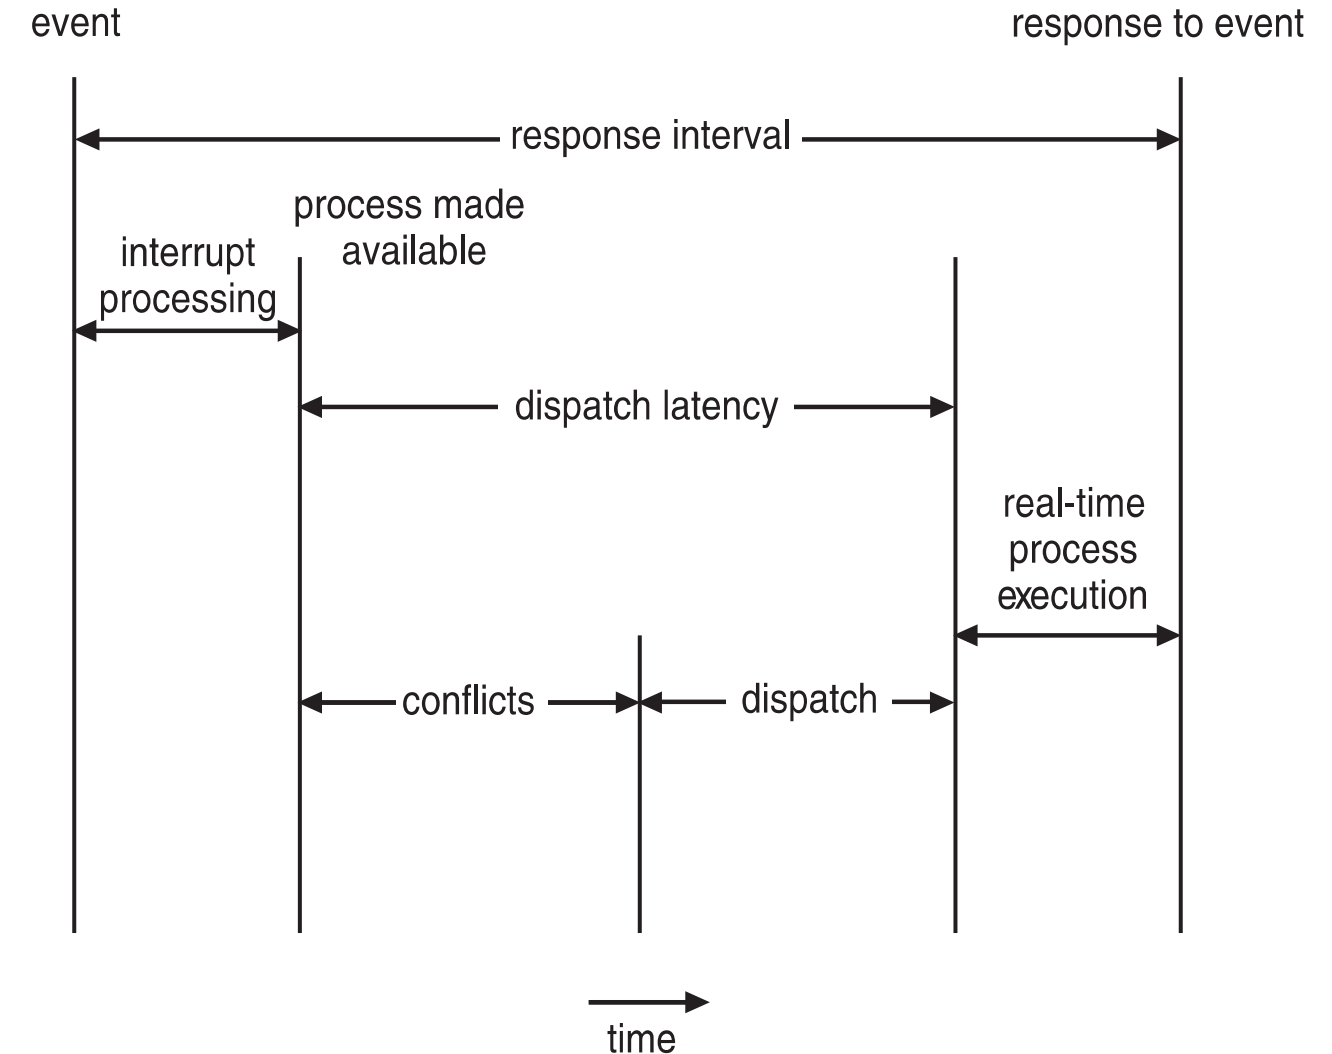 event
response to event
response interval
process made
available
interrupt
processing
dispatch latency
real-time
process
execution
conflicts
dispatch
time